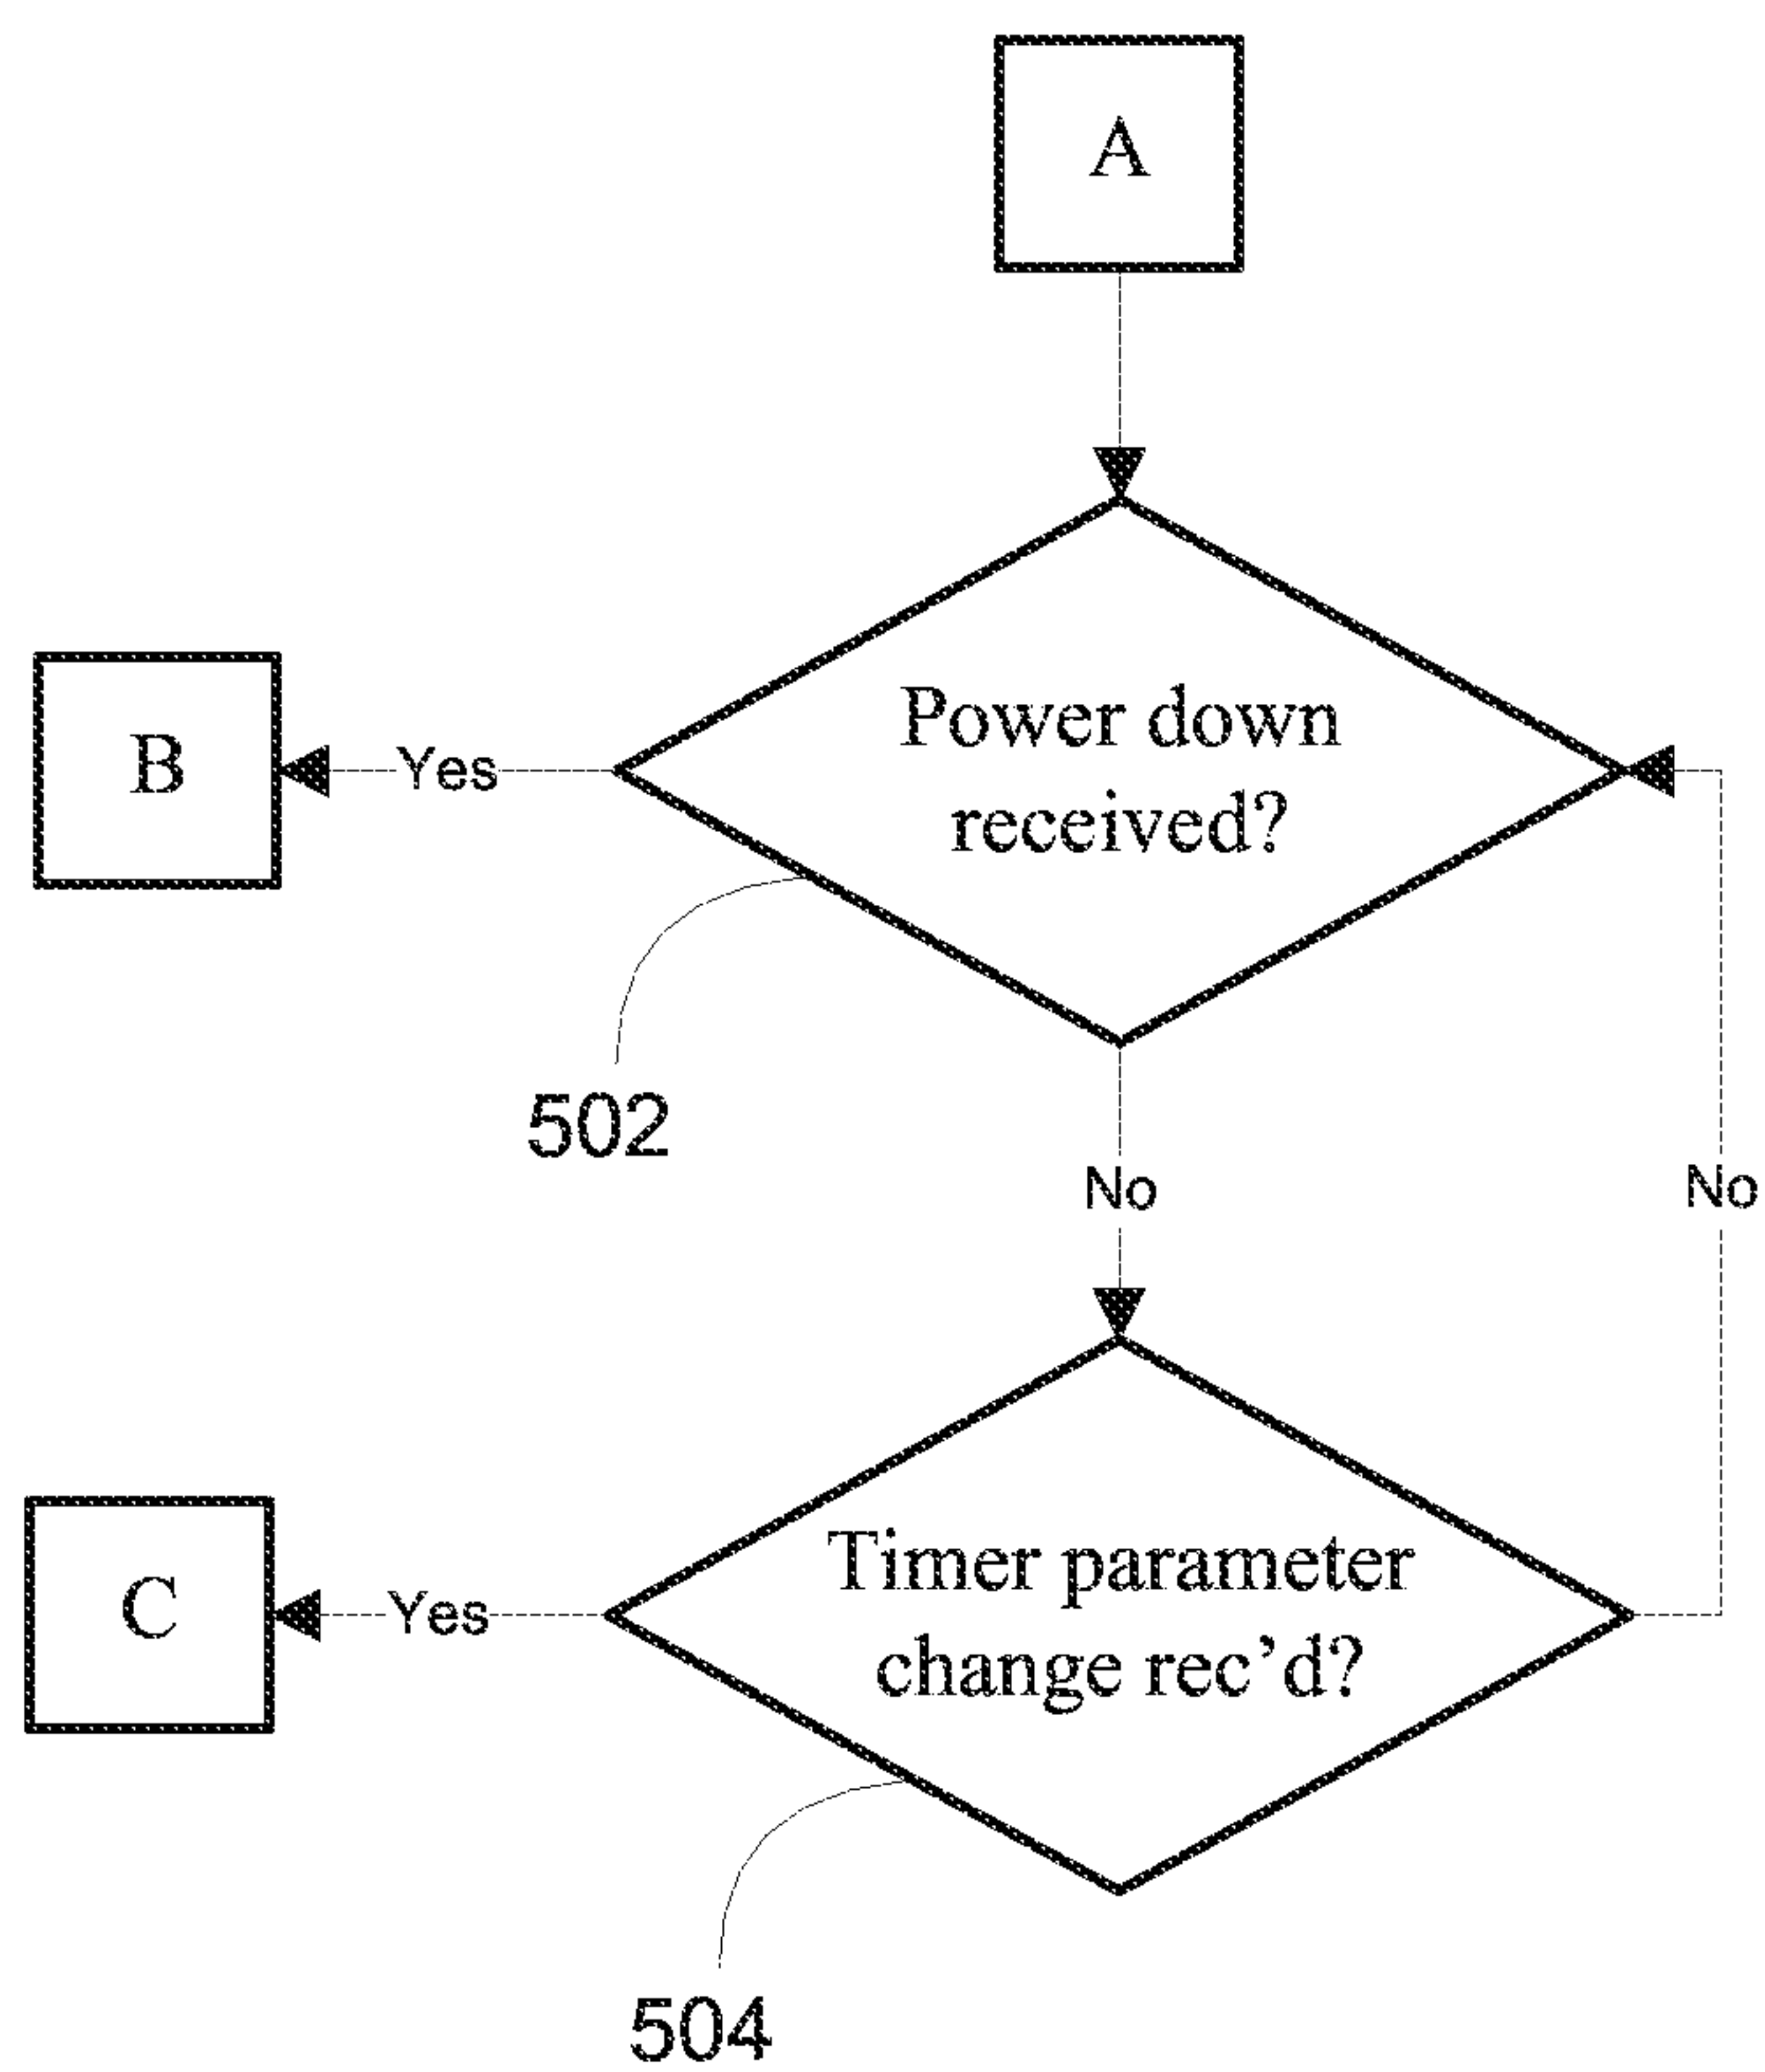 A
Power down
received?
Yes
B
502
No
No
Timer parameter
change rec’d?
Yes
C
504